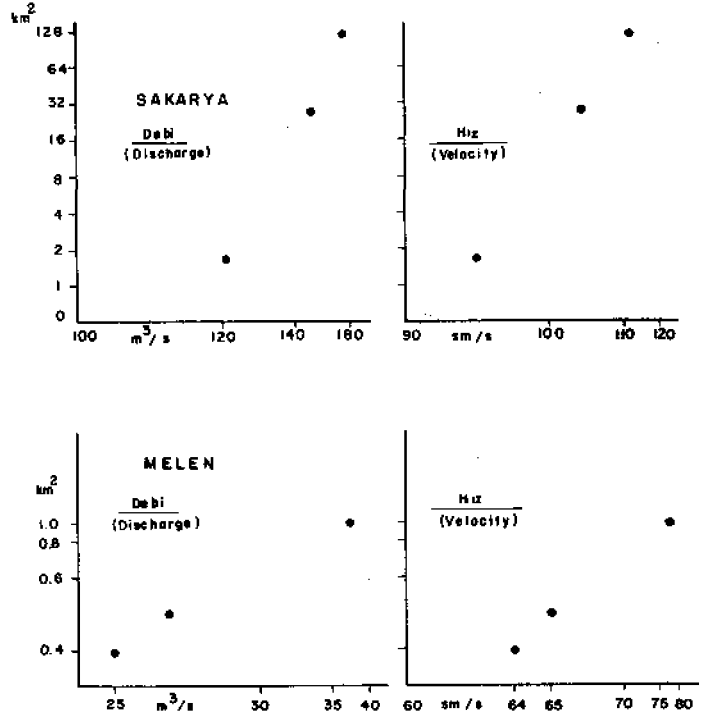 km²
128
64
32
16
8
4
2
1
0
SAKARYA
Debi
(Discharge)
100 m³/s 120 140 160
Hız
(Velocity)
90 sm/s 100 110 120
MELEN
km²
Debi
(Discharge)
1.0
0.8
0.6
0.4
25 m³/s 30 35 40
Hız
(Velocity)
60 sm/s 64 65 70 75 80